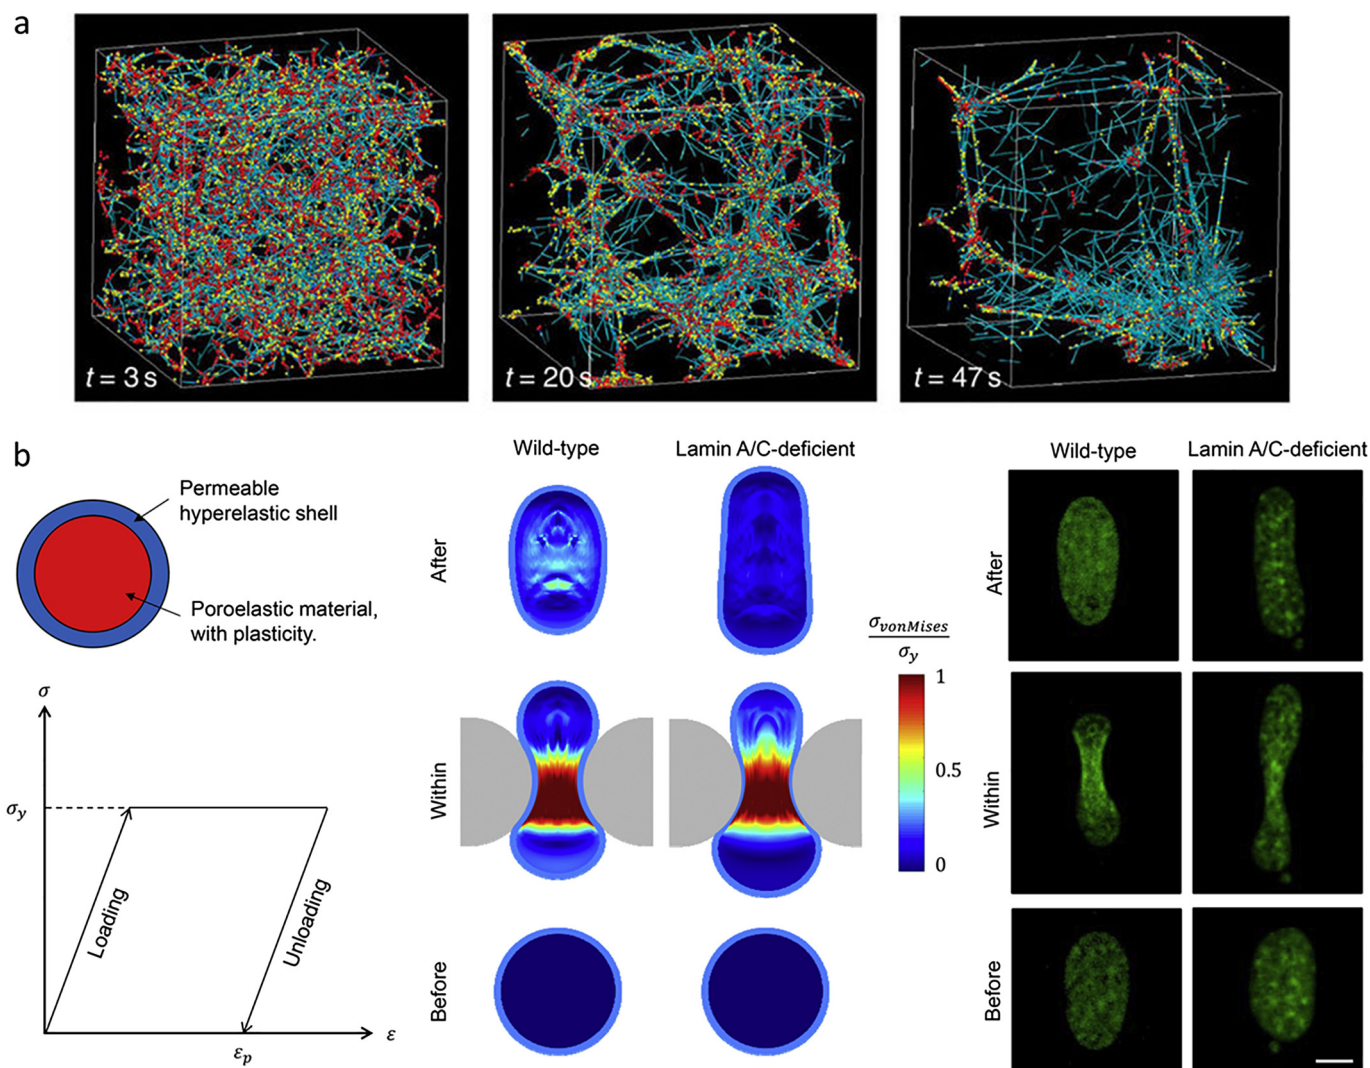 a
t = 3 s
t = 20 s
t = 47 s
b
Permeable
hyperelastic shell
Poroelastic material,
with plasticity.
σ
σy
Loading
Unloading
εp
ε
Wild-type
Lamin A/C-deficient
After
Within
Before
σvonMises
σy
1
0.5
0
Wild-type
Lamin A/C-deficient
After
Within
Before